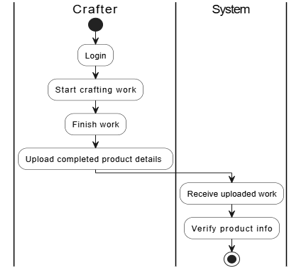 Crafter
System
Login
Start crafting work
Finish work
Upload completed product details
Receive uploaded work
Verify product info